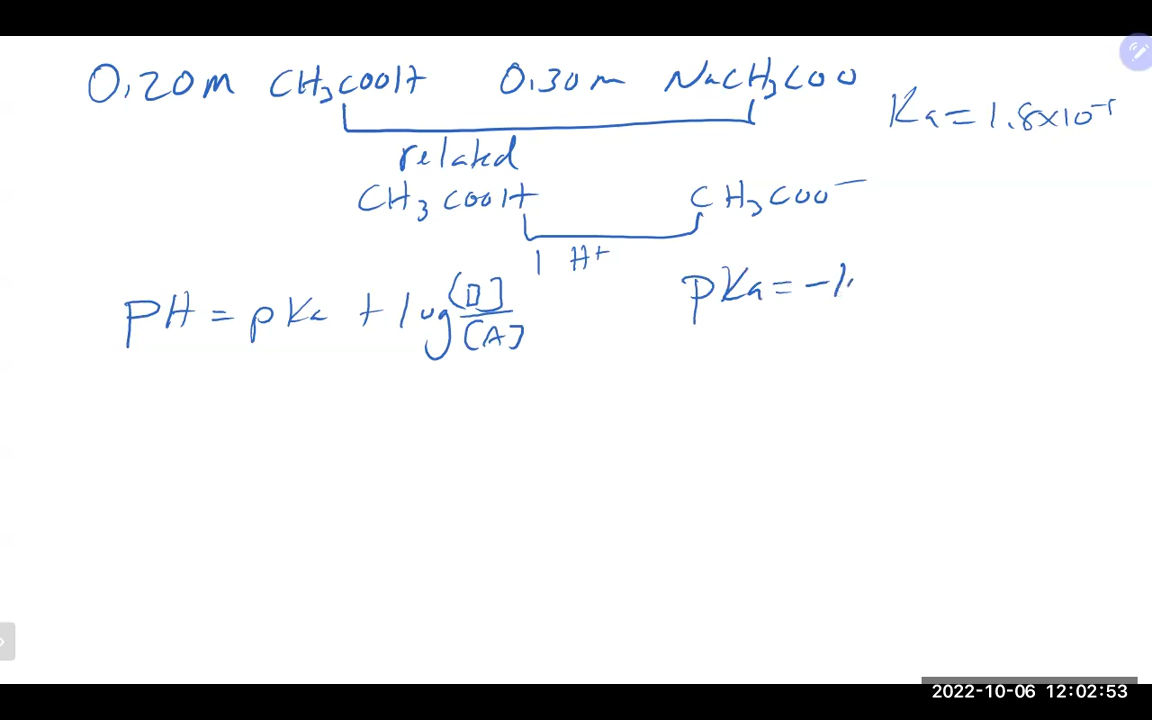 0.20M CH₃COOH 0.30M NaCH₃COO
Ka = 1.8x10⁻⁵
related
CH₃COOH CH₃COO⁻
1 H+
PH = pKa + log [B]/[A]
pKa = -1.
2022-10-06 12:02:53